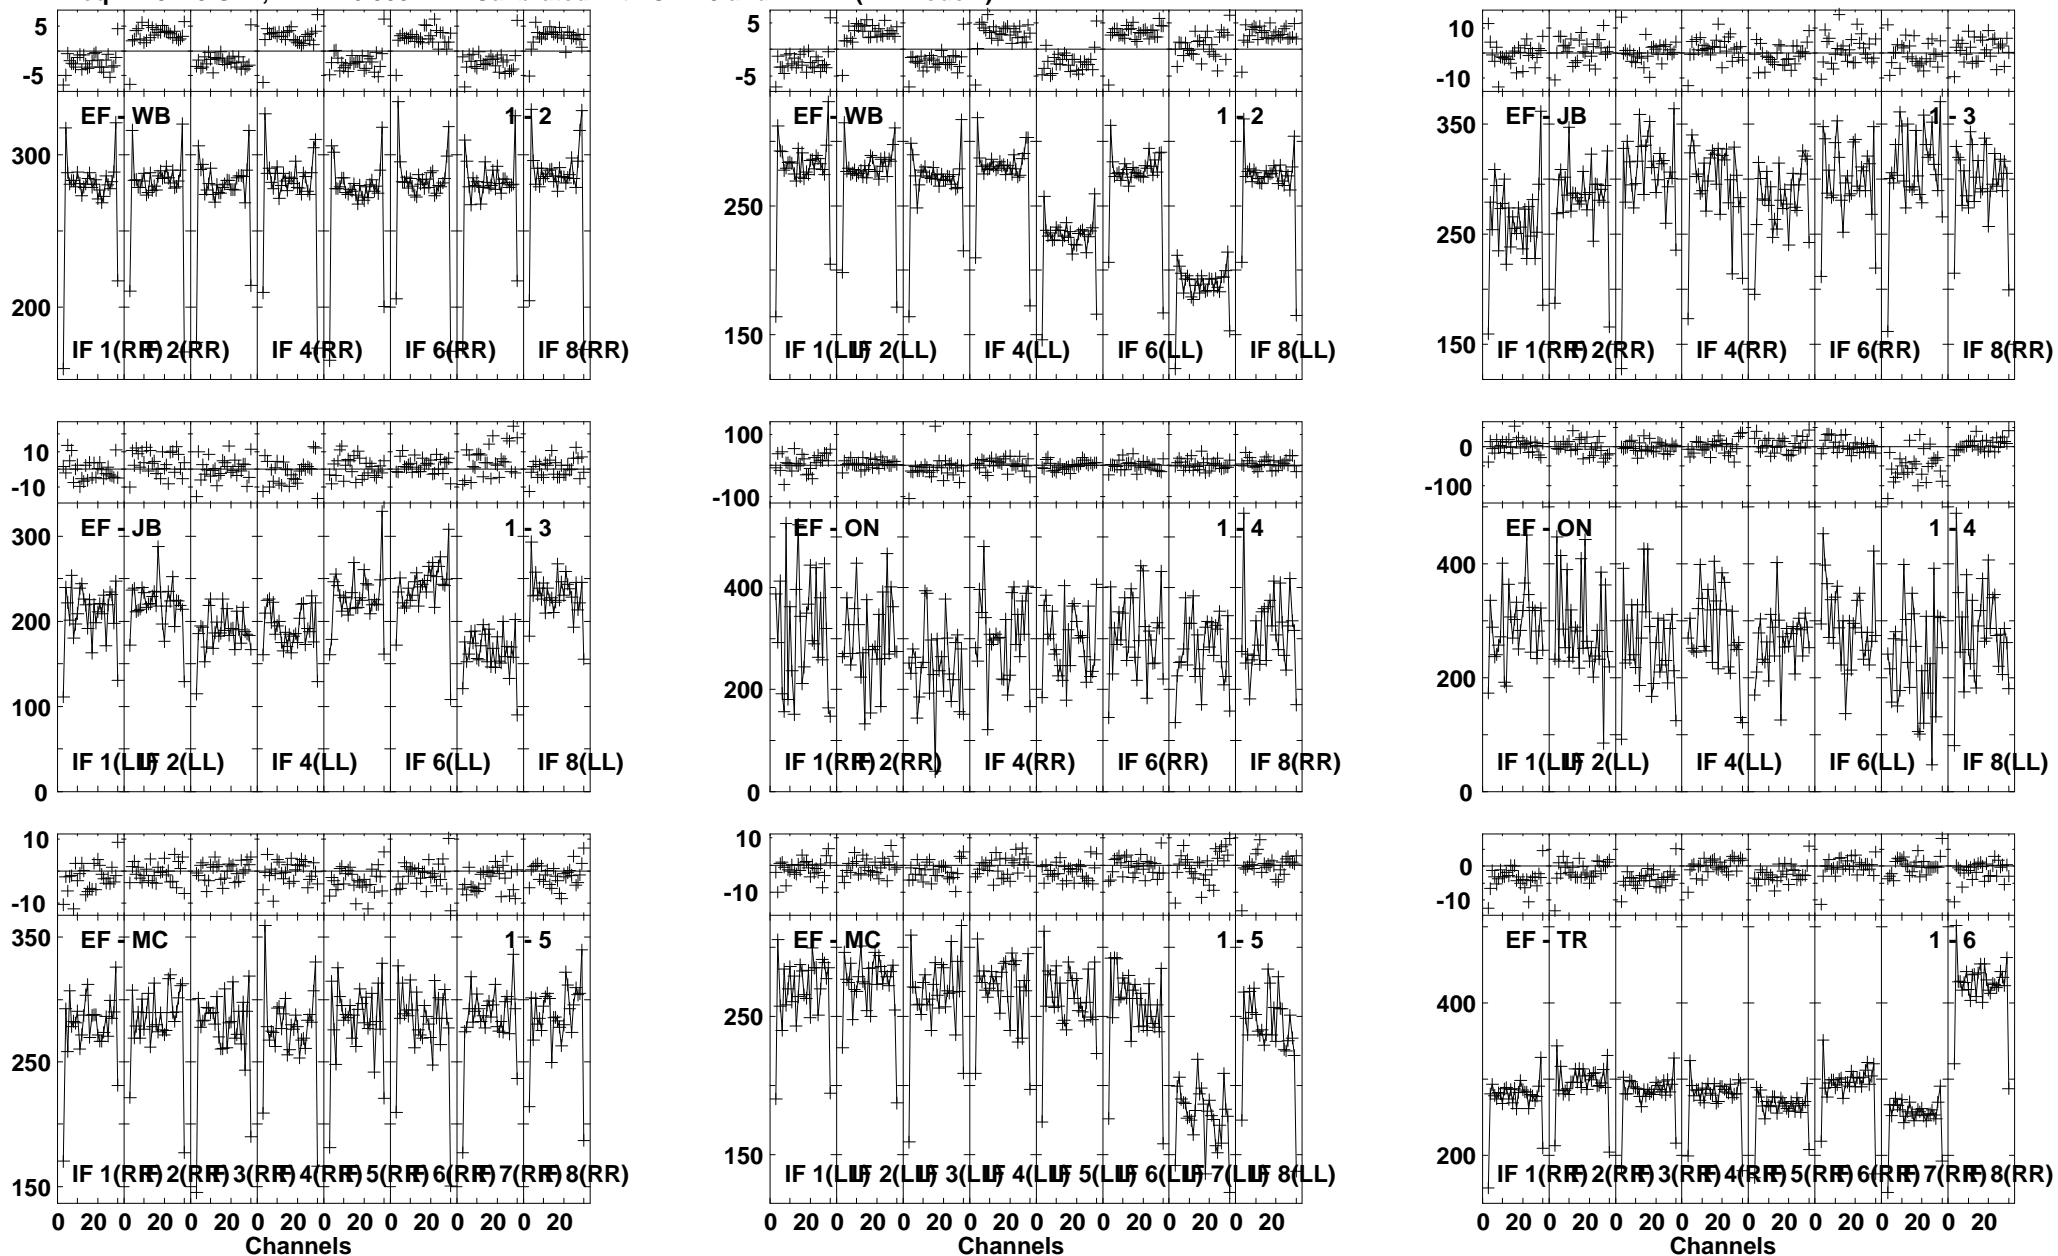 5
-5
300
200
EF - WB
1 - 2
IF 1(RR) IF 2(RR) IF 4(RR) IF 6(RR) IF 8(RR)
5
-5
250
150
EF - WB
1 - 2
IF 1(LL) IF 2(LL) IF 4(LL) IF 6(LL) IF 8(LL)
10
-10
350
250
150
EF - JB
1 - 3
IF 1(RR) IF 2(RR) IF 4(RR) IF 6(RR) IF 8(RR)
10
-10
300
200
100
0
EF - JB
1 - 3
IF 1(LL) IF 2(LL) IF 4(LL) IF 6(LL) IF 8(LL)
100
-100
400
200
0
EF - ON
1 - 4
IF 1(RR) IF 2(RR) IF 4(RR) IF 6(RR) IF 8(RR)
0
-100
400
200
0
EF - ON
1 - 4
IF 1(LL) IF 2(LL) IF 4(LL) IF 6(LL) IF 8(LL)
10
-10
350
250
150
EF - MC
1 - 5
IF 1(RR) IF 2(RR) IF 3(RR) IF 4(RR) IF 5(RR) IF 6(RR) IF 7(RR) IF 8(RR)
0 20 0 20 0 20 0 20 0 20 0 20 0 20 0 20
Channels
10
-10
250
150
EF - MC
1 - 5
IF 1(LL) IF 2(LL) IF 3(LL) IF 4(LL) IF 5(LL) IF 6(LL) IF 7(LL) IF 8(LL)
0 20 0 20 0 20 0 20 0 20 0 20 0 20 0 20
Channels
0
-10
400
200
EF - TR
1 - 6
IF 1(RR) IF 2(RR) IF 3(RR) IF 4(RR) IF 5(RR) IF 6(RR) IF 7(RR) IF 8(RR)
0 20 0 20 0 20 0 20 0 20 0 20 0 20 0 20
Channels